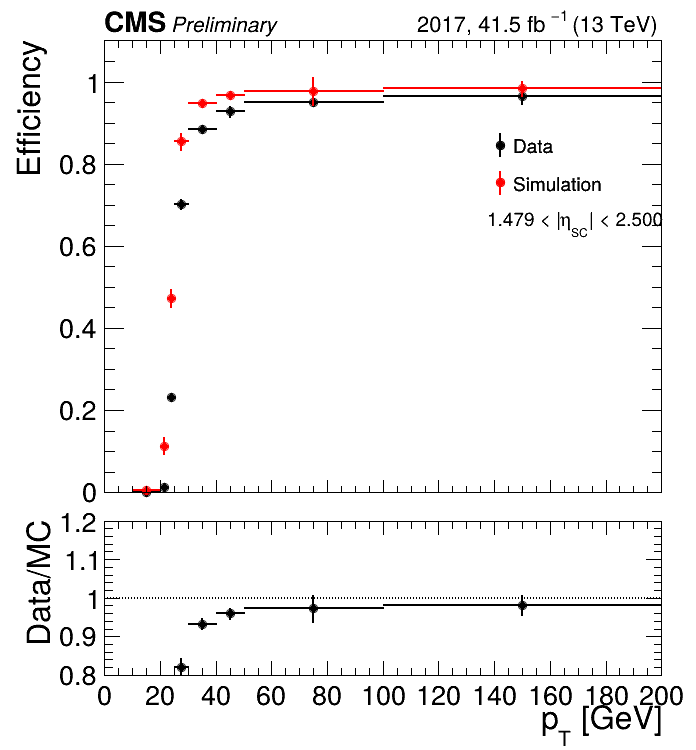 CMS Preliminary 2017, 41.5 fb⁻¹ (13 TeV)
Efficiency
1
0.8
0.6
0.4
0.2
0
Data
Simulation
1.479 < |ηSC| < 2.500
Data/MC
1.2
1.1
1
0.9
0.8
0 20 40 60 80 100 120 140 160 180 200
pT [GeV]